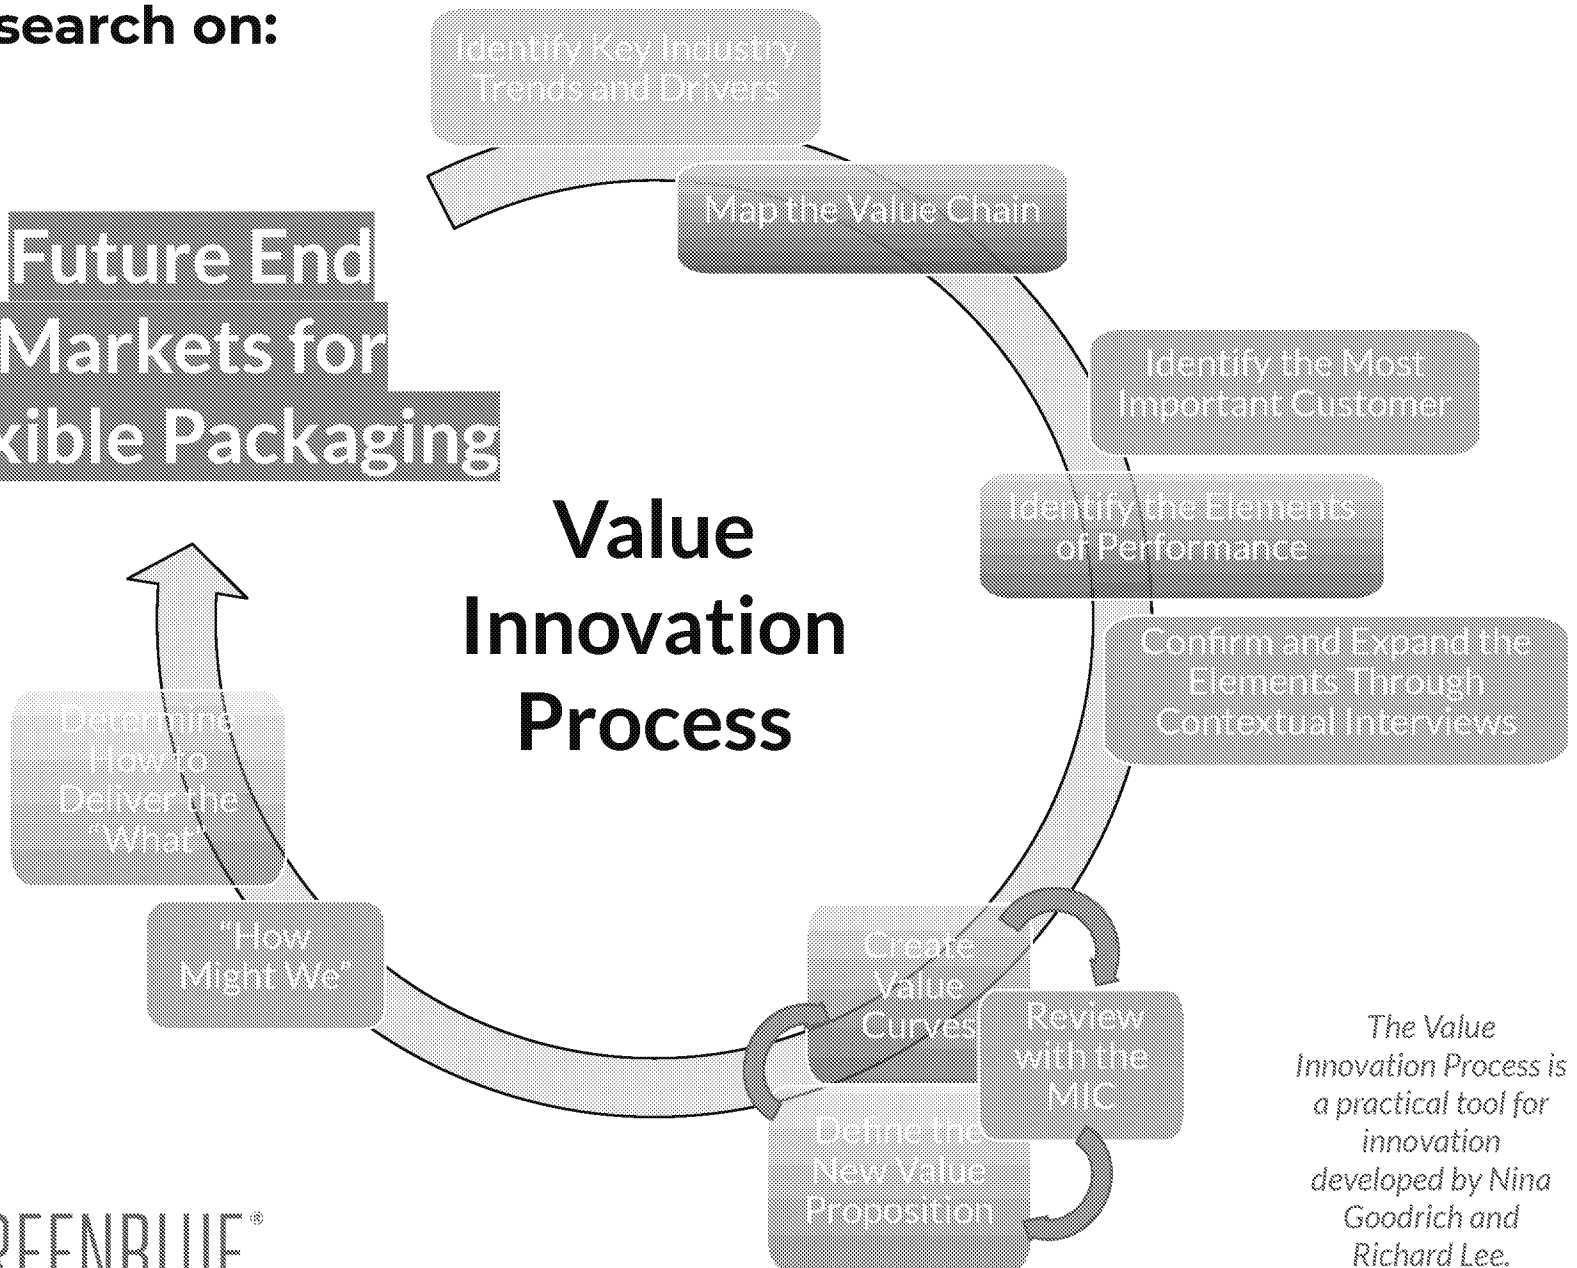 search on:
Identify Key Industry
Trends and Drivers
Map the Value Chain
Future End
Markets for
xible Packaging
Identify the Most
Important Customer
Identify the Elements
of Performance
Value
Innovation
Process
Confirm and Expand the
Elements Through
Contextual Interviews
Determine
How to
Deliver the
"What"
"How
Might We"
Create
Value
Curves
Review
with the
MIC
Define the
New Value
Proposition
The Value
Innovation Process is
a practical tool for
innovation
developed by Nina
Goodrich and
Richard Lee.
REENBLUE®